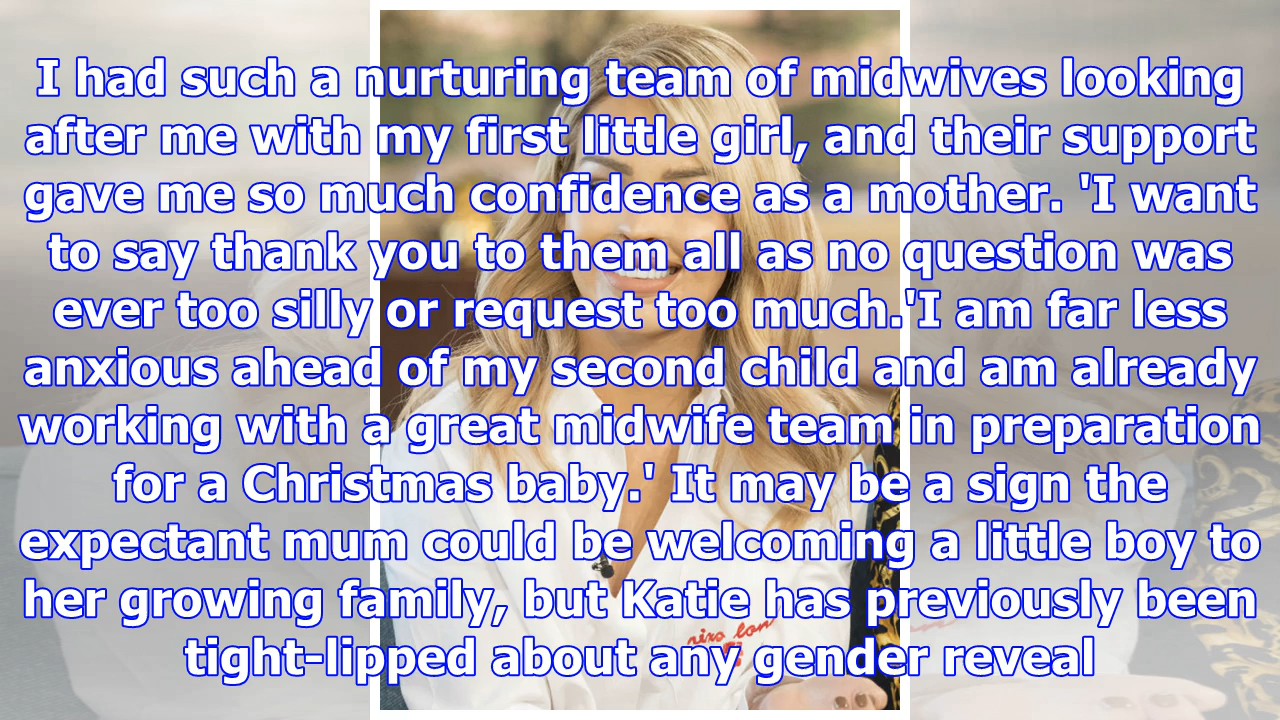 I had such a nurturing team of midwives looking
after me with my first little girl, and their support
gave me so much confidence as a mother. 'I want
to say thank you to them all as no question was
ever too silly or request too much.'I am far less
anxious ahead of my second child and am already
working with a great midwife team in preparation
for a Christmas baby.' It may be a sign the
expectant mum could be welcoming a little boy to
her growing family, but Katie has previously been
tight-lipped about any gender reveal